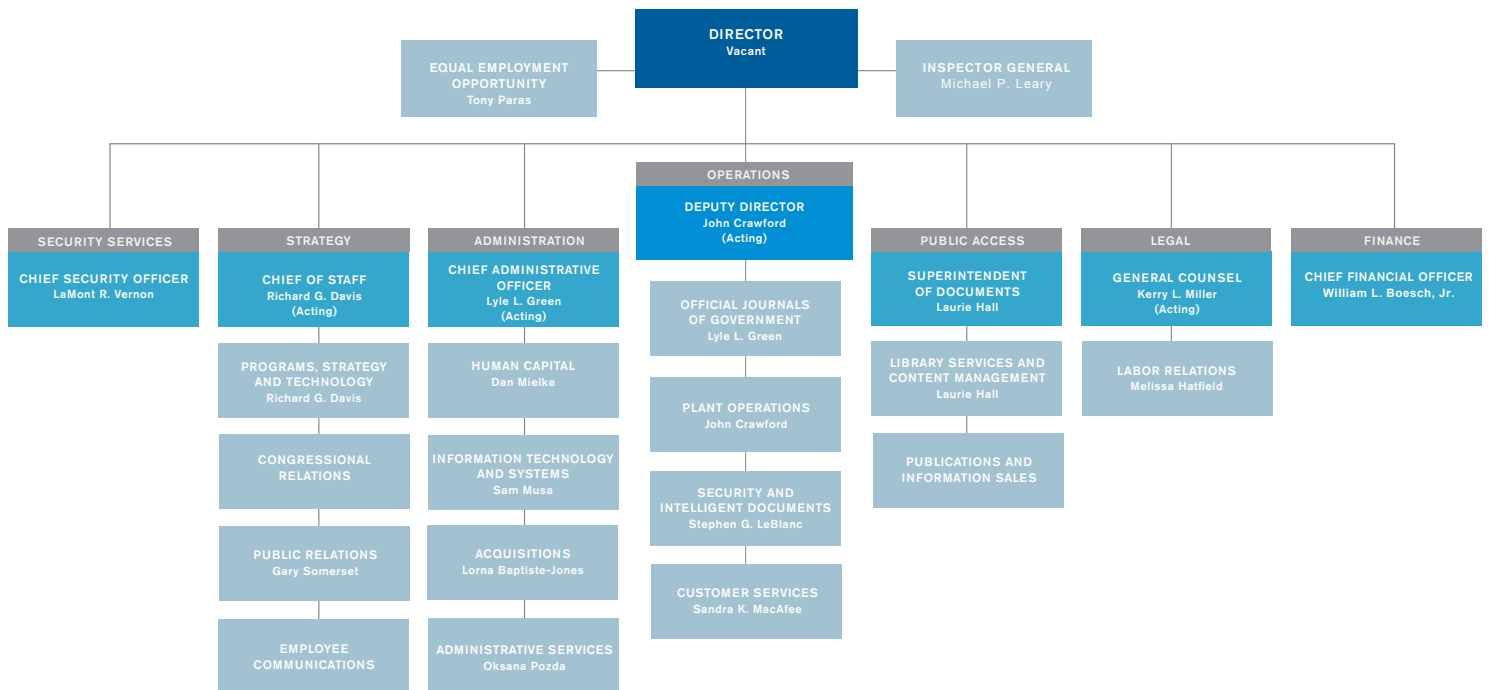 DIRECTOR
Vacant
EQUAL EMPLOYMENT
OPPORTUNITY
Tony Paras
INSPECTOR GENERAL
Michael P. Leary
SECURITY SERVICES
CHIEF SECURITY OFFICER
LaMont R. Vernon
STRATEGY
CHIEF OF STAFF
Richard G. Davis
(Acting)
PROGRAMS, STRATEGY
AND TECHNOLOGY
Richard G. Davis
CONGRESSIONAL
RELATIONS
PUBLIC RELATIONS
Gary Somerset
EMPLOYEE
COMMUNICATIONS
ADMINISTRATION
CHIEF ADMINISTRATIVE
OFFICER
Lyle L. Green
(Acting)
HUMAN CAPITAL
Dan Mielke
INFORMATION TECHNOLOGY
AND SYSTEMS
Sam Musa
ACQUISITIONS
Lorna Baptiste-Jones
ADMINISTRATIVE SERVICES
Oksana Pozda
OPERATIONS
DEPUTY DIRECTOR
John Crawford
(Acting)
OFFICIAL JOURNALS
OF GOVERNMENT
Lyle L. Green
PLANT OPERATIONS
John Crawford
SECURITY AND
INTELLIGENT DOCUMENTS
Stephen G. LeBlanc
CUSTOMER SERVICES
Sandra K. MacAfee
PUBLIC ACCESS
SUPERINTENDENT
OF DOCUMENTS
Laurie Hall
LIBRARY SERVICES AND
CONTENT MANAGEMENT
Laurie Hall
PUBLICATIONS AND
INFORMATION SALES
LEGAL
GENERAL COUNSEL
Kerry L. Miller
(Acting)
LABOR RELATIONS
Melissa Hatfield
FINANCE
CHIEF FINANCIAL OFFICER
William L. Boesch, Jr.